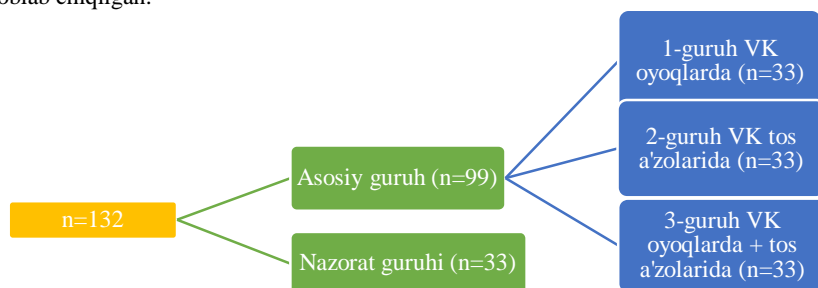 1-guruh VK
oyoqlarda (n=33)
2-guruh VK tos
a'zolarida (n=33)
Asosiy guruh (n=99)
3-guruh VK
oyoqlarda + tos
a'zolarida (n=33)
n=132
Nazorat guruhi (n=33)